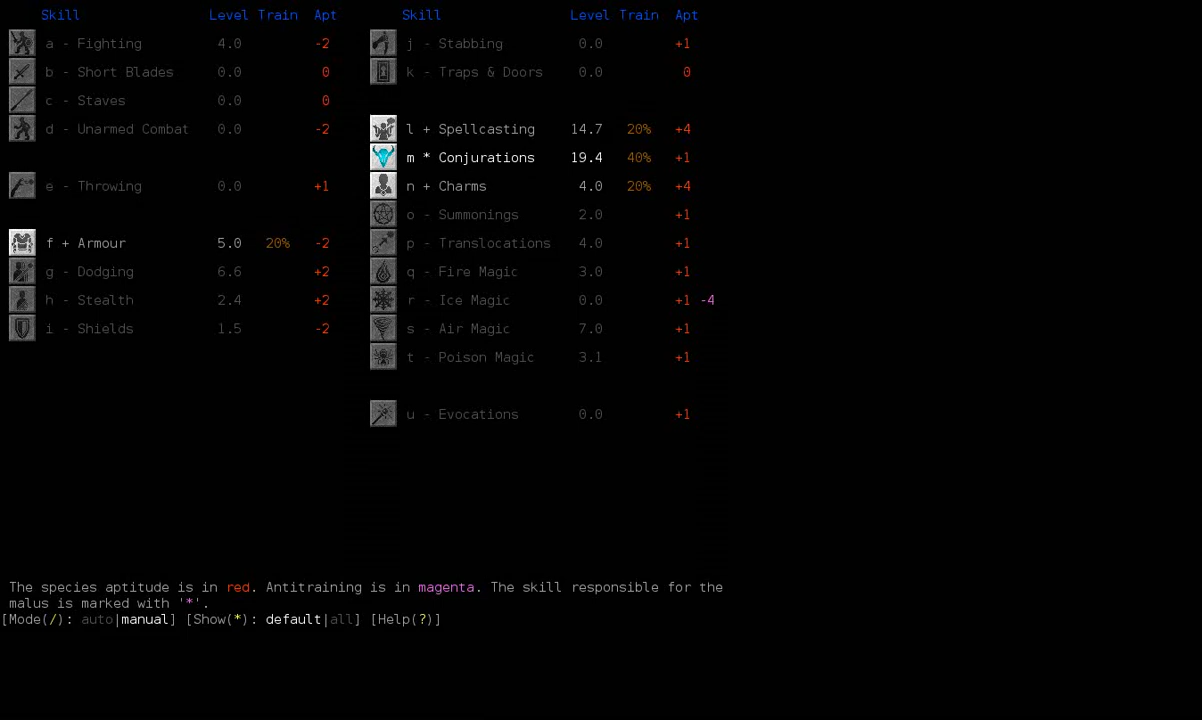 Skill Level Train Apt Skill Level Train Apt
a - Fighting 4.0 -2 j - Stabbing 0.0 +1
b - Short Blades 0.0 0 k - Traps & Doors 0.0 0
c - Staves 0.0 0
d - Unarmed Combat 0.0 -2 l + Spellcasting 14.7 20% +4
m * Conjurations 19.4 40% +1
e - Throwing 0.0 +1 n + Charms 4.0 20% +4
o - Summonings 2.0 +1
f + Armour 5.0 20% -2 p - Translocations 4.0 +1
g - Dodging 6.6 +2 q - Fire Magic 3.0 +1
h - Stealth 2.4 +2 r - Ice Magic 0.0 +1 -4
i - Shields 1.5 -2 s - Air Magic 7.0 +1
t - Poison Magic 3.1 +1
u - Evocations 0.0 +1
The species aptitude is in red. Antitraining is in magenta. The skill responsible for the
malus is marked with '*'.
[Mode(/): auto|manual] [Show(*): default|all] [Help(?)]